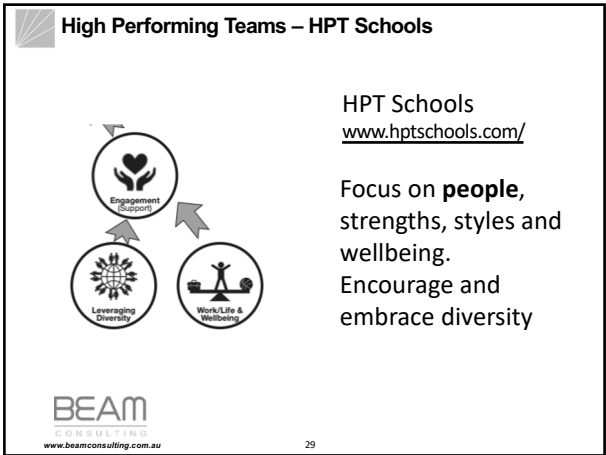 High Performing Teams – HPT Schools
HPT Schools
www.hptschools.com/
Engagement
(Support)
Leveraging
Diversity
Work/Life &
Wellbeing
Focus on people,
strengths, styles and
wellbeing.
Encourage and
embrace diversity
BEAM
CONSULTING
www.beamconsulting.com.au
29